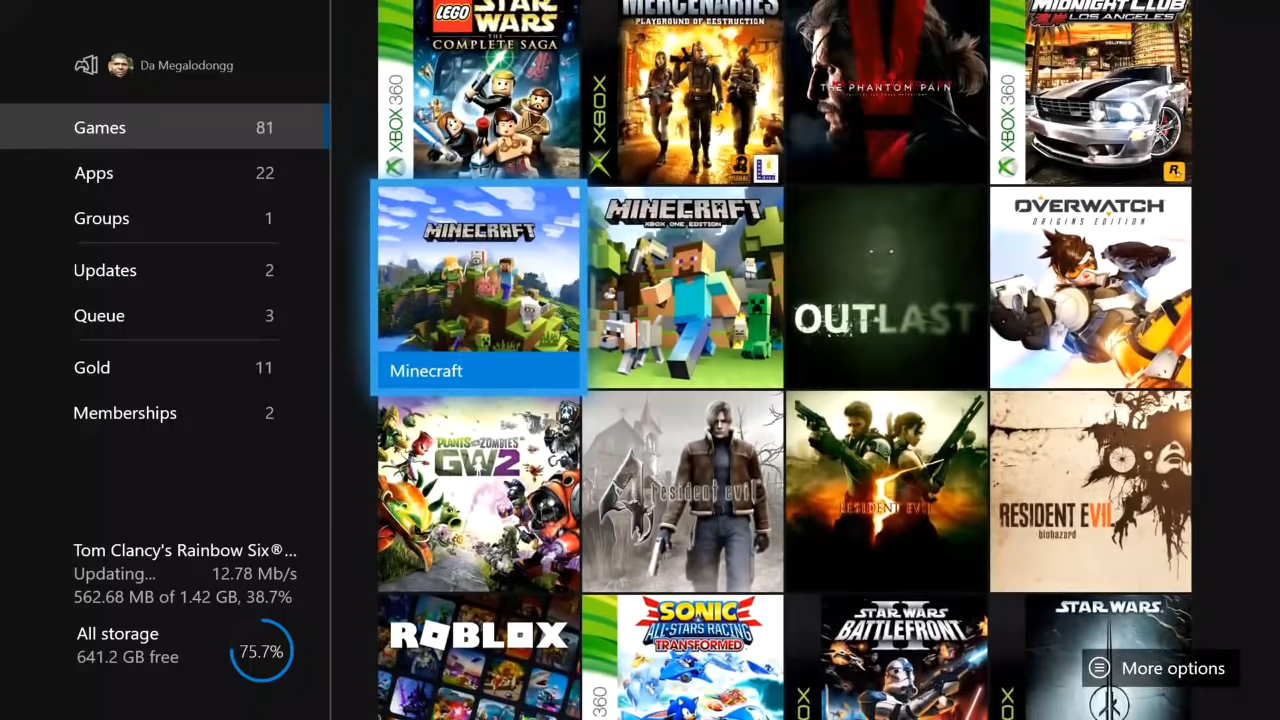 Da Megalodongg
Games 81
Apps 22
Groups 1
Updates 2
Queue 3
Gold 11
Memberships 2
Tom Clancy's Rainbow Six®...
Updating... 12.78 Mb/s
562.68 MB of 1.42 GB, 38.7%
All storage
641.2 GB free
75.7%
XBOX 360
LEGO
STAR WARS
THE
COMPLETE SAGA
XBOX
MERCENARIES
PLAYGROUND OF DESTRUCTION
THE PHANTOM PAIN
XBOX 360
MIDNIGHT CLUB
LOS ANGELES
R
MINECRAFT
Minecraft
MINECRAFT
XBOX ONE EDITION
OUTLAST
OVERWATCH
ORIGINS EDITION
PLANTS VS ZOMBIES
GW2
4
resident evil
5
RESIDENT EVIL
RESIDENT EVIL
biohazard
ROBLOX
360
SONIC
ALL-STARS RACING
TRANSFORMED
XBOX
STAR WARS
II
BATTLEFRONT
XBOX
STAR WARS
More options